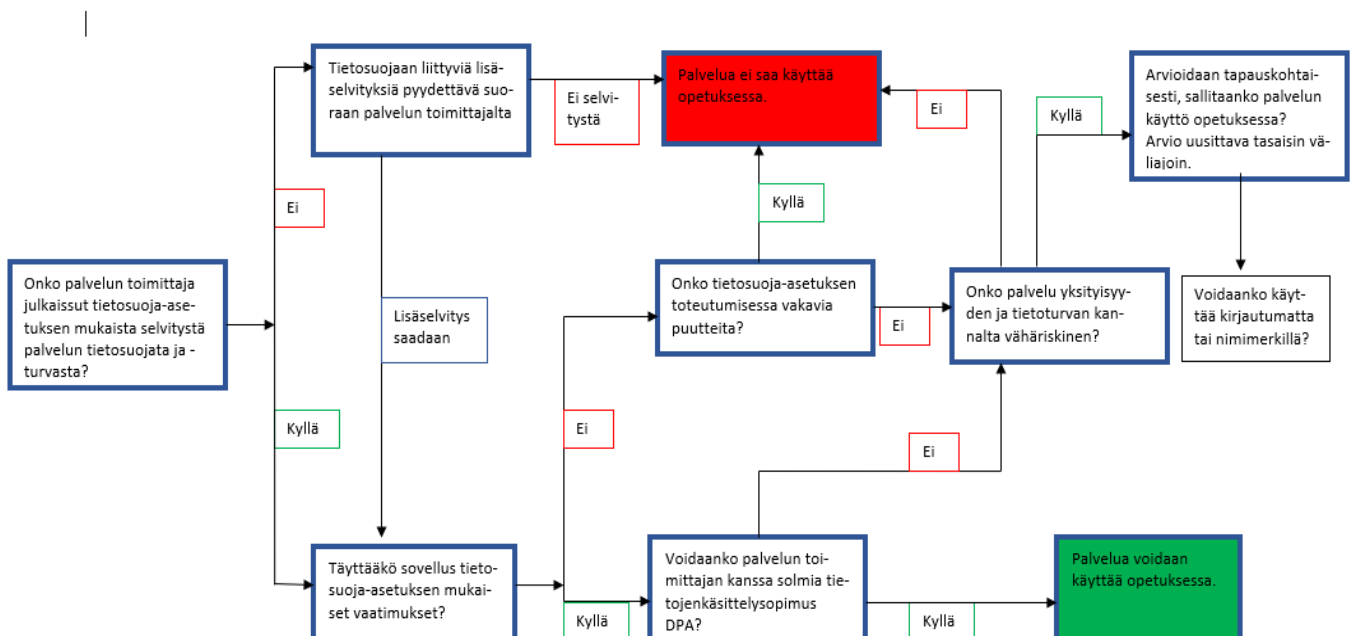 Tietosuojaan liittyviä lisä-
selvityksiä pyydettävä suo-
raan palvelun toimittajalta
Ei selvi-
tystä
Palvelua ei saa käyttää
opetuksessa.
Ei
Kyllä
Arvioidaan tapauskohtai-
sesti, sallitaanko palvelun
käyttö opetuksessa?
Arvio uusittava tasaisin vä-
liajoin.
Ei
Kyllä
Onko palvelun toimittaja
julkaissut tietosuoja-ase-
tuksen mukaista selvitystä
palvelun tietosuojata ja -
turvasta?
Lisäselvitys
saadaan
Onko tietosuoja-asetuksen
toteutumisessa vakavia
puutteita?
Ei
Onko palvelu yksityisyy-
den ja tietoturvan kan-
nalta vähäriskinen?
Voidaanko käyt-
tää kirjautumatta
tai nimimerkillä?
Kyllä
Ei
Ei
Täyttääkö sovellus tieto-
suoja-asetuksen mukai-
set vaatimukset?
Kyllä
Voidaanko palvelun toi-
mittajan kanssa solmia tie-
tojenkäsittelysopimus
DPA?
Kyllä
Palvelua voidaan
käyttää opetuksessa.